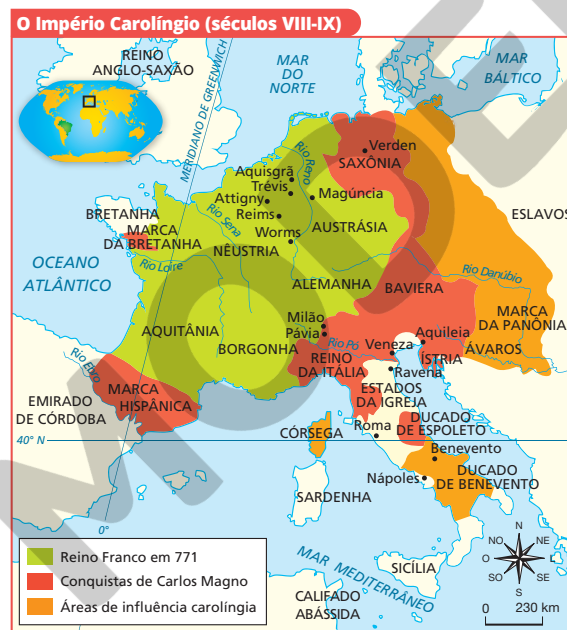 O Império Carolíngio (séculos VIII-IX)
REINO
ANGLO-SAXÃO
MERIDIANO DE GREENWICH
MAR
DO
NORTE
MAR
BÁLTICO
Verden
SAXÔNIA
Rio Reno
Aquisgrã
Trévis
Attigny
Magúncia
Reims
Rio Sena
Worms
AUSTRÁSIA
BRETANHA
MARCA
DA BRETANHA
NÊUSTRIA
ESLAVOS
OCEANO
ATLÂNTICO
Rio Loire
Rio Danúbio
ALEMANHA
BAVIERA
MARCA
DA PANÔNIA
AQUITÂNIA
Milão
Pávia
BORGONHA
Rio Pó
Veneza
Aquileia
ÁVAROS
REINO
DA ITÁLIA
ÍSTRIA
Ravena
Rio Ebro
MARCA
HISPÂNICA
ESTADOS
DA IGREJA
EMIRADO
DE CÓRDOBA
DUCADO
DE ESPOLETO
CÓRSEGA
Roma
40° N
Benevento
DUCADO
DE BENEVENTO
Nápoles
SARDENHA
0°
MAR MEDITERRÂNEO
SICÍLIA
CALIFADO
ABÁSSIDA
Reino Franco em 771
Conquistas de Carlos Magno
Áreas de influência carolíngia
N
NO
NE
O
L
SO
SE
S
0
230 km